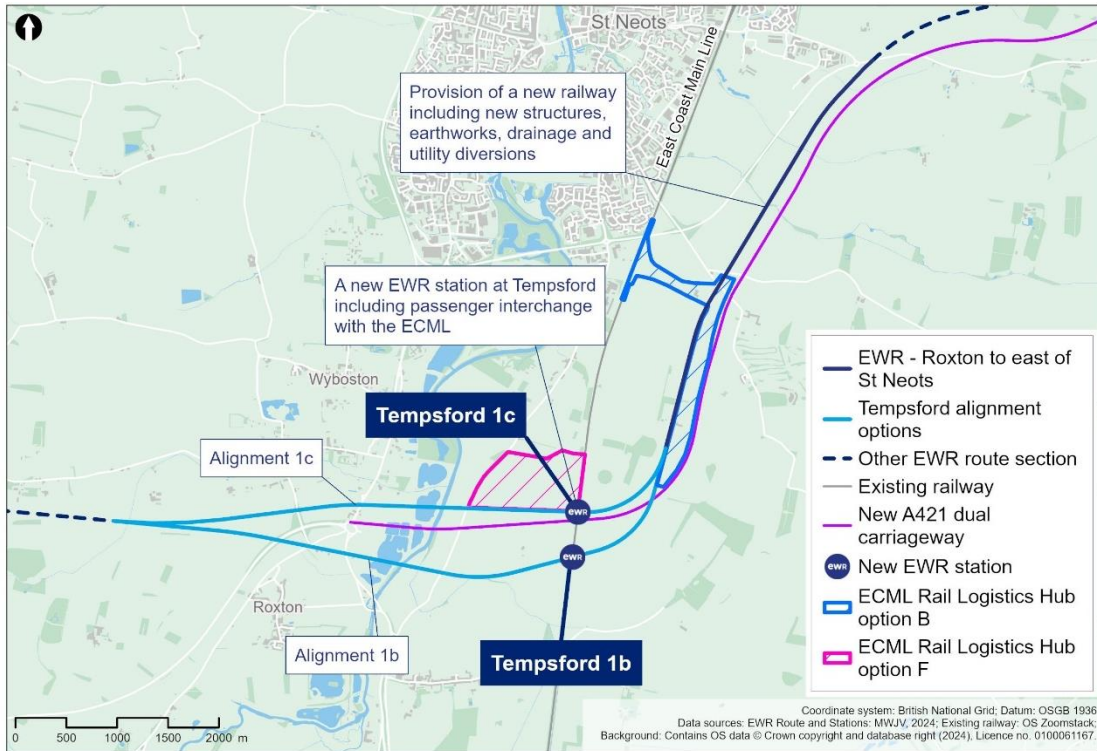 St Neots
Provision of a new railway
including new structures,
earthworks, drainage and
utility diversions
East Coast Main Line
A new EWR station at Tempsford
including passenger interchange
with the ECML
Wyboston
Tempsford 1c
Alignment 1c
ewr
ewr
Roxton
Alignment 1b
Tempsford 1b
EWR - Roxton to east of
St Neots
Tempsford alignment
options
Other EWR route section
Existing railway
New A421 dual
carriageway
ewr
New EWR station
ECML Rail Logistics Hub
option B
ECML Rail Logistics Hub
option F
0 500 1000 1500 2000 m
Coordinate system: British National Grid; Datum: OSGB 1936
Data sources: EWR Route and Stations: MWJV, 2024; Existing railway: OS Zoomstack;
Background: Contains OS data © Crown copyright and database right (2024), Licence no. 0100061167.